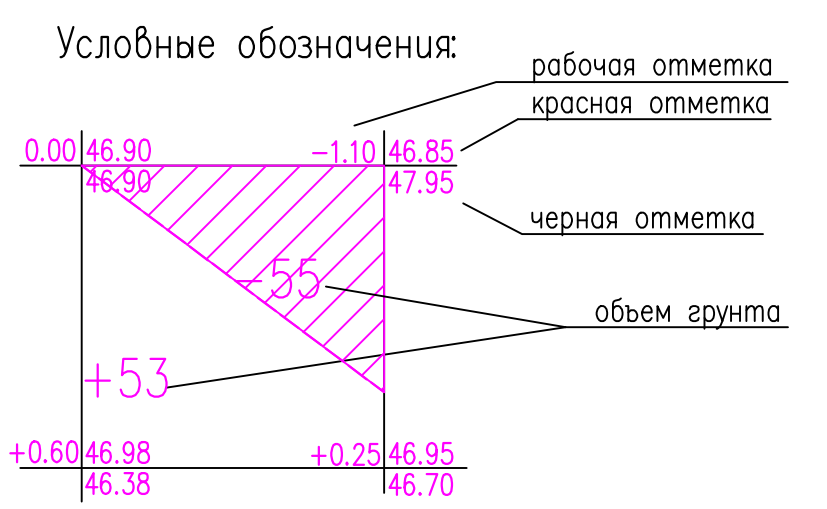 Условные обозначения:
рабочая отметка
красная отметка
0.00 46.90 -1.10 46.85
46.90 47.95
черная отметка
-55
объем грунта
+53
+0.60 46.98 +0.25 46.95
46.38 46.70